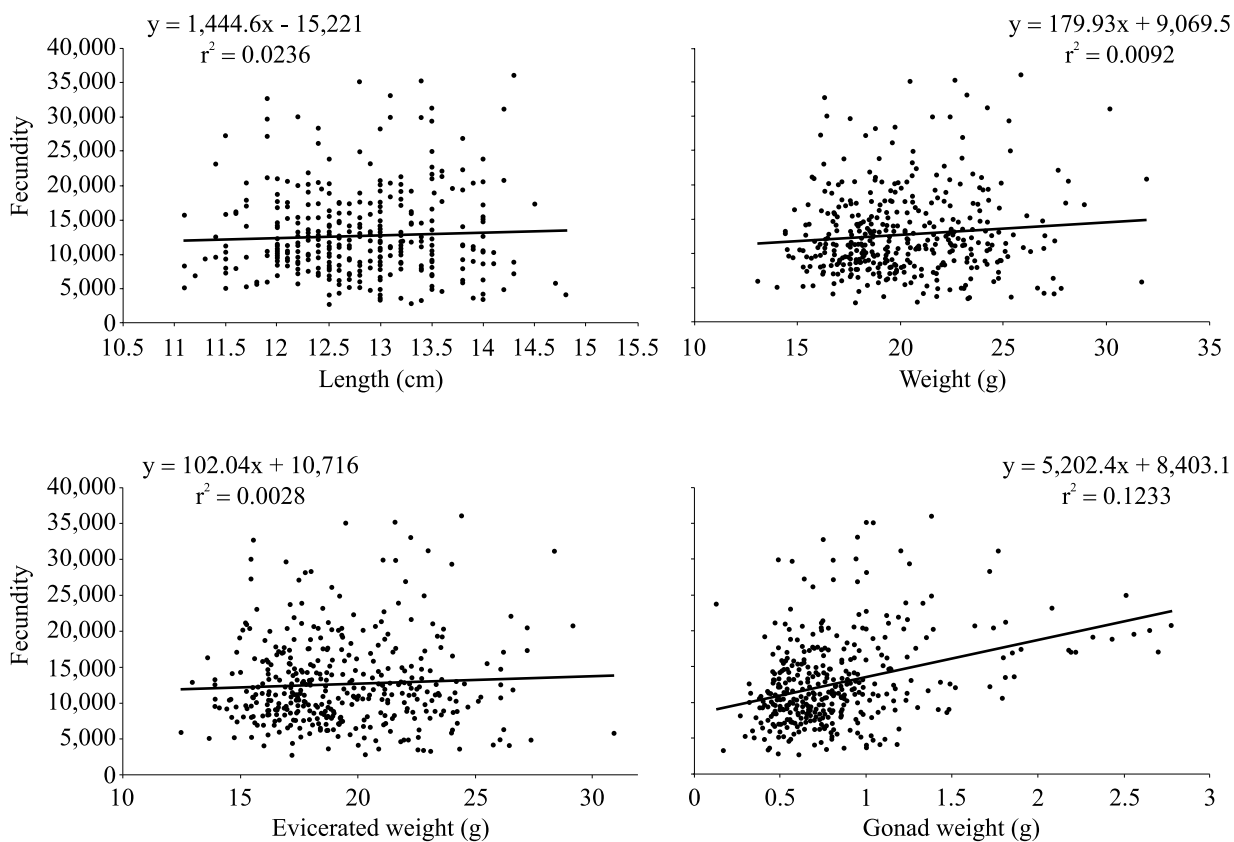 y = 1,444.6x - 15,221
r² = 0.0236
40,000
35,000
30,000
25,000
20,000
15,000
10,000
5,000
0
Fecundity
10.5 11 11.5 12 12.5 13 13.5 14 14.5 15 15.5
Length (cm)
y = 179.93x + 9,069.5
r² = 0.0092
10 15 20 25 30 35
Weight (g)
y = 102.04x + 10,716
r² = 0.0028
40,000
35,000
30,000
25,000
20,000
15,000
10,000
5,000
0
Fecundity
10 15 20 25 30
Evicerated weight (g)
y = 5,202.4x + 8,403.1
r² = 0.1233
0 0.5 1 1.5 2 2.5 3
Gonad weight (g)